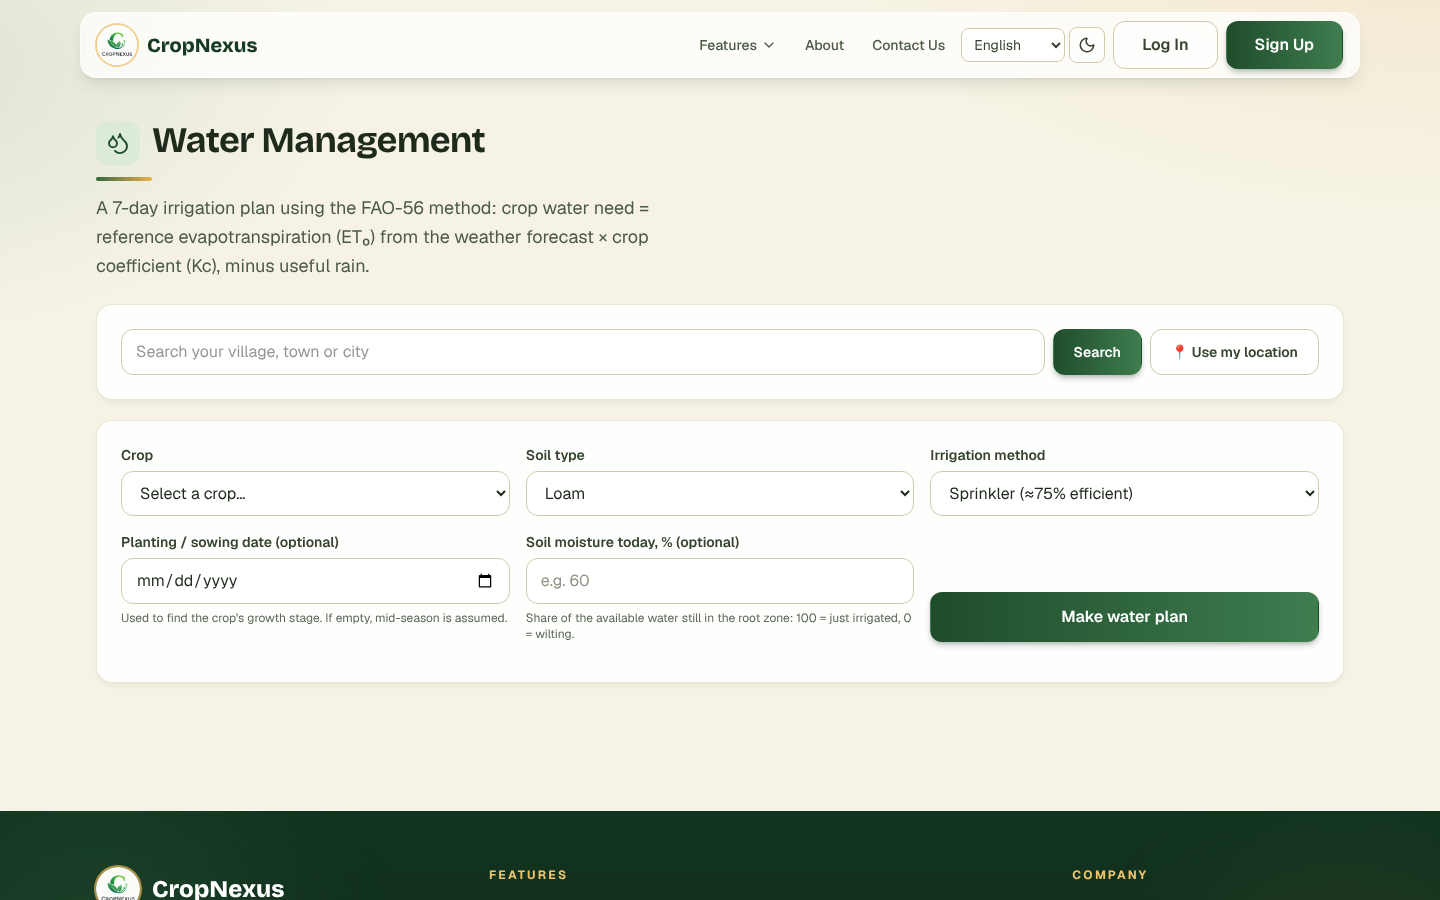 CROPNEXUS
CropNexus
Features
About
Contact Us
English
Log In
Sign Up
Water Management
A 7-day irrigation plan using the FAO-56 method: crop water need =
reference evapotranspiration (ET₀) from the weather forecast × crop
coefficient (Kc), minus useful rain.
Search your village, town or city
Search
📍 Use my location
Crop
Soil type
Irrigation method
Select a crop...
Loam
Sprinkler (≈75% efficient)
Planting / sowing date (optional)
Soil moisture today, % (optional)
mm/dd/yyyy
e.g. 60
Used to find the crop's growth stage. If empty, mid-season is assumed.
Share of the available water still in the root zone: 100 = just irrigated, 0
= wilting.
Make water plan
CROPNEXUS
CropNexus
FEATURES
COMPANY